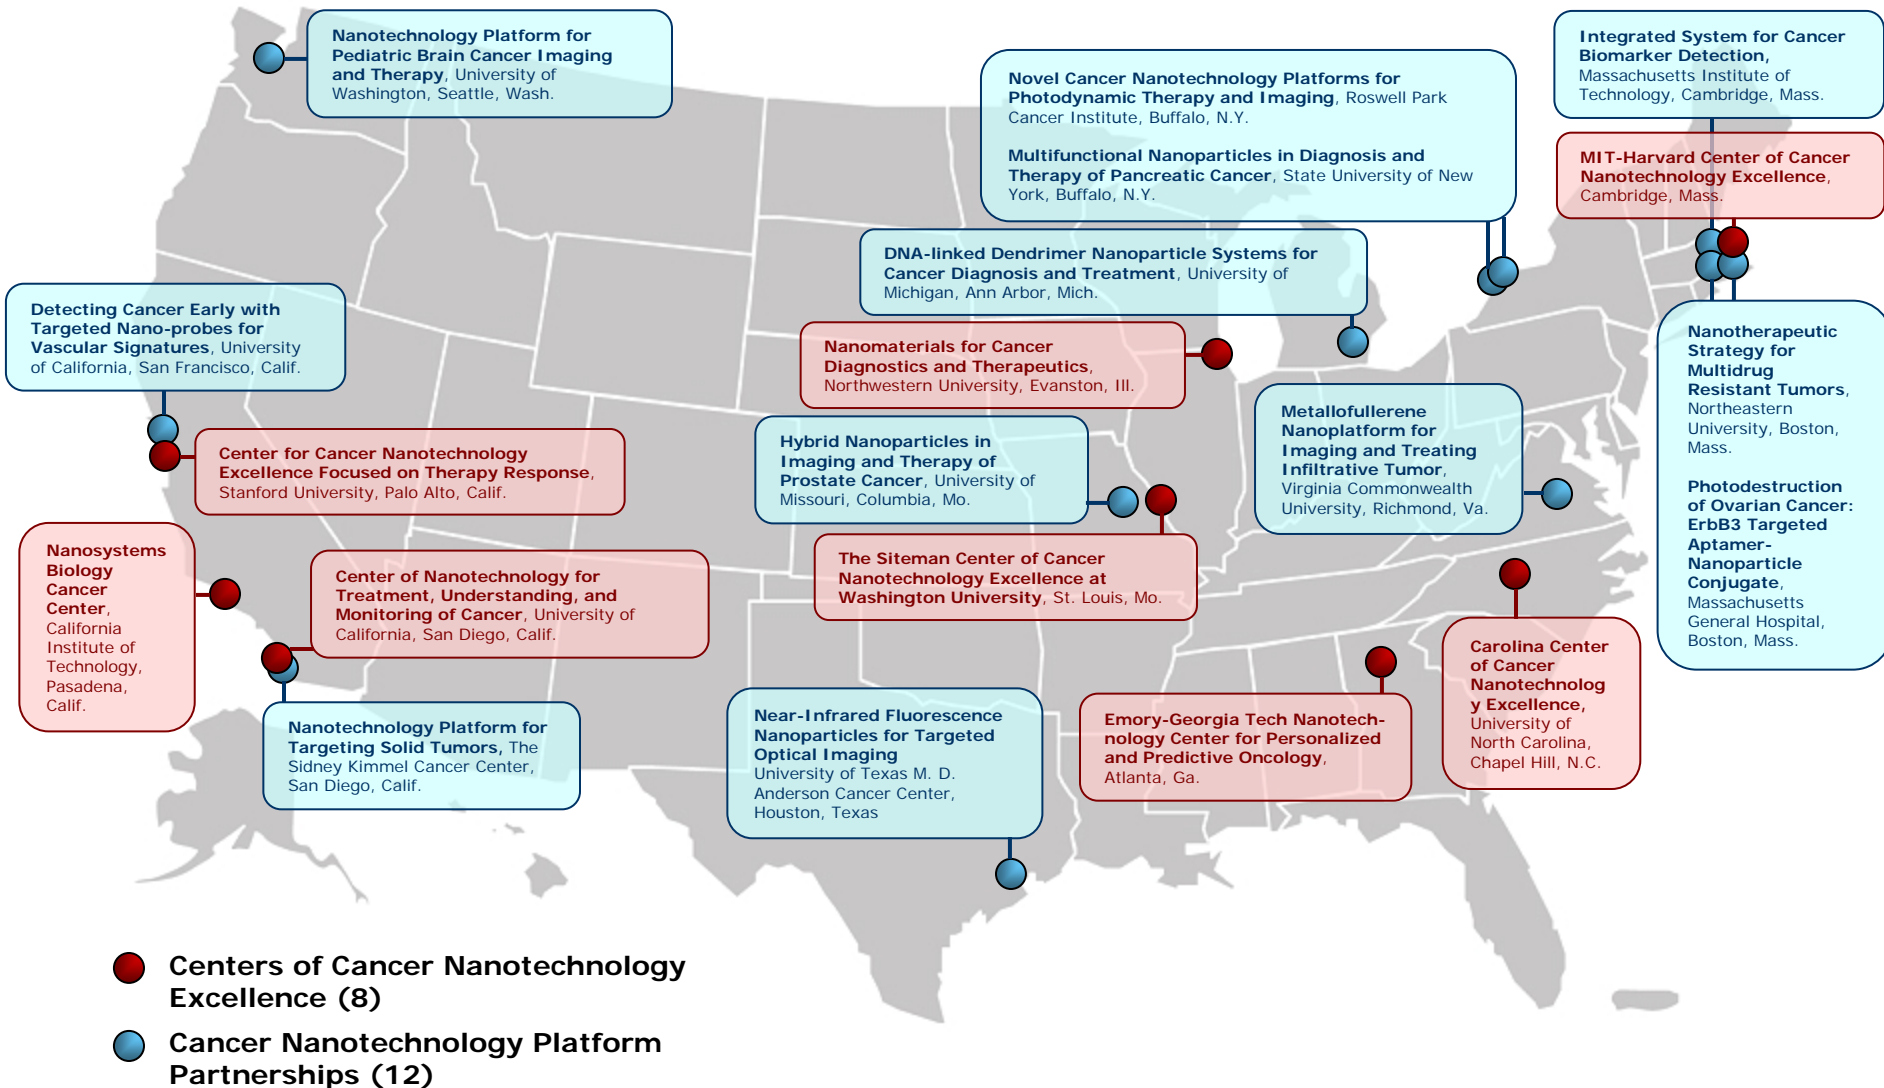 Nanotechnology Platform for
Pediatric Brain Cancer Imaging
and Therapy, University of
Washington, Seattle, Wash.
Novel Cancer Nanotechnology Platforms for
Photodynamic Therapy and Imaging, Roswell Park
Cancer Institute, Buffalo, N.Y.
Multifunctional Nanoparticles in Diagnosis and
Therapy of Pancreatic Cancer, State University of New
York, Buffalo, N.Y.
Integrated System for Cancer
Biomarker Detection,
Massachusetts Institute of
Technology, Cambridge, Mass.
MIT-Harvard Center of Cancer
Nanotechnology Excellence,
Cambridge, Mass.
DNA-linked Dendrimer Nanoparticle Systems for
Cancer Diagnosis and Treatment, University of
Michigan, Ann Arbor, Mich.
Detecting Cancer Early with
Targeted Nano-probes for
Vascular Signatures, University
of California, San Francisco, Calif.
Nanomaterials for Cancer
Diagnostics and Therapeutics,
Northwestern University, Evanston, Ill.
Nanotherapeutic
Strategy for
Multidrug
Resistant Tumors,
Northeastern
University, Boston,
Mass.
Photodestruction
of Ovarian Cancer:
ErbB3 Targeted
Aptamer-
Nanoparticle
Conjugate,
Massachusetts
General Hospital,
Boston, Mass.
Center for Cancer Nanotechnology
Excellence Focused on Therapy Response,
Stanford University, Palo Alto, Calif.
Hybrid Nanoparticles in
Imaging and Therapy of
Prostate Cancer, University of
Missouri, Columbia, Mo.
Metallofullerene
Nanoplatform for
Imaging and Treating
Infiltrative Tumor,
Virginia Commonwealth
University, Richmond, Va.
Nanosystems
Biology
Cancer
Center,
California
Institute of
Technology,
Pasadena,
Calif.
Center of Nanotechnology for
Treatment, Understanding, and
Monitoring of Cancer, University of
California, San Diego, Calif.
The Siteman Center of Cancer
Nanotechnology Excellence at
Washington University, St. Louis, Mo.
Carolina Center
of Cancer
Nanotechnolog
y Excellence,
University of
North Carolina,
Chapel Hill, N.C.
Nanotechnology Platform for
Targeting Solid Tumors, The
Sidney Kimmel Cancer Center,
San Diego, Calif.
Near-Infrared Fluorescence
Nanoparticles for Targeted
Optical Imaging
University of Texas M. D.
Anderson Cancer Center,
Houston, Texas
Emory-Georgia Tech Nanotech-
nology Center for Personalized
and Predictive Oncology,
Atlanta, Ga.
Centers of Cancer Nanotechnology
Excellence (8)
Cancer Nanotechnology Platform
Partnerships (12)